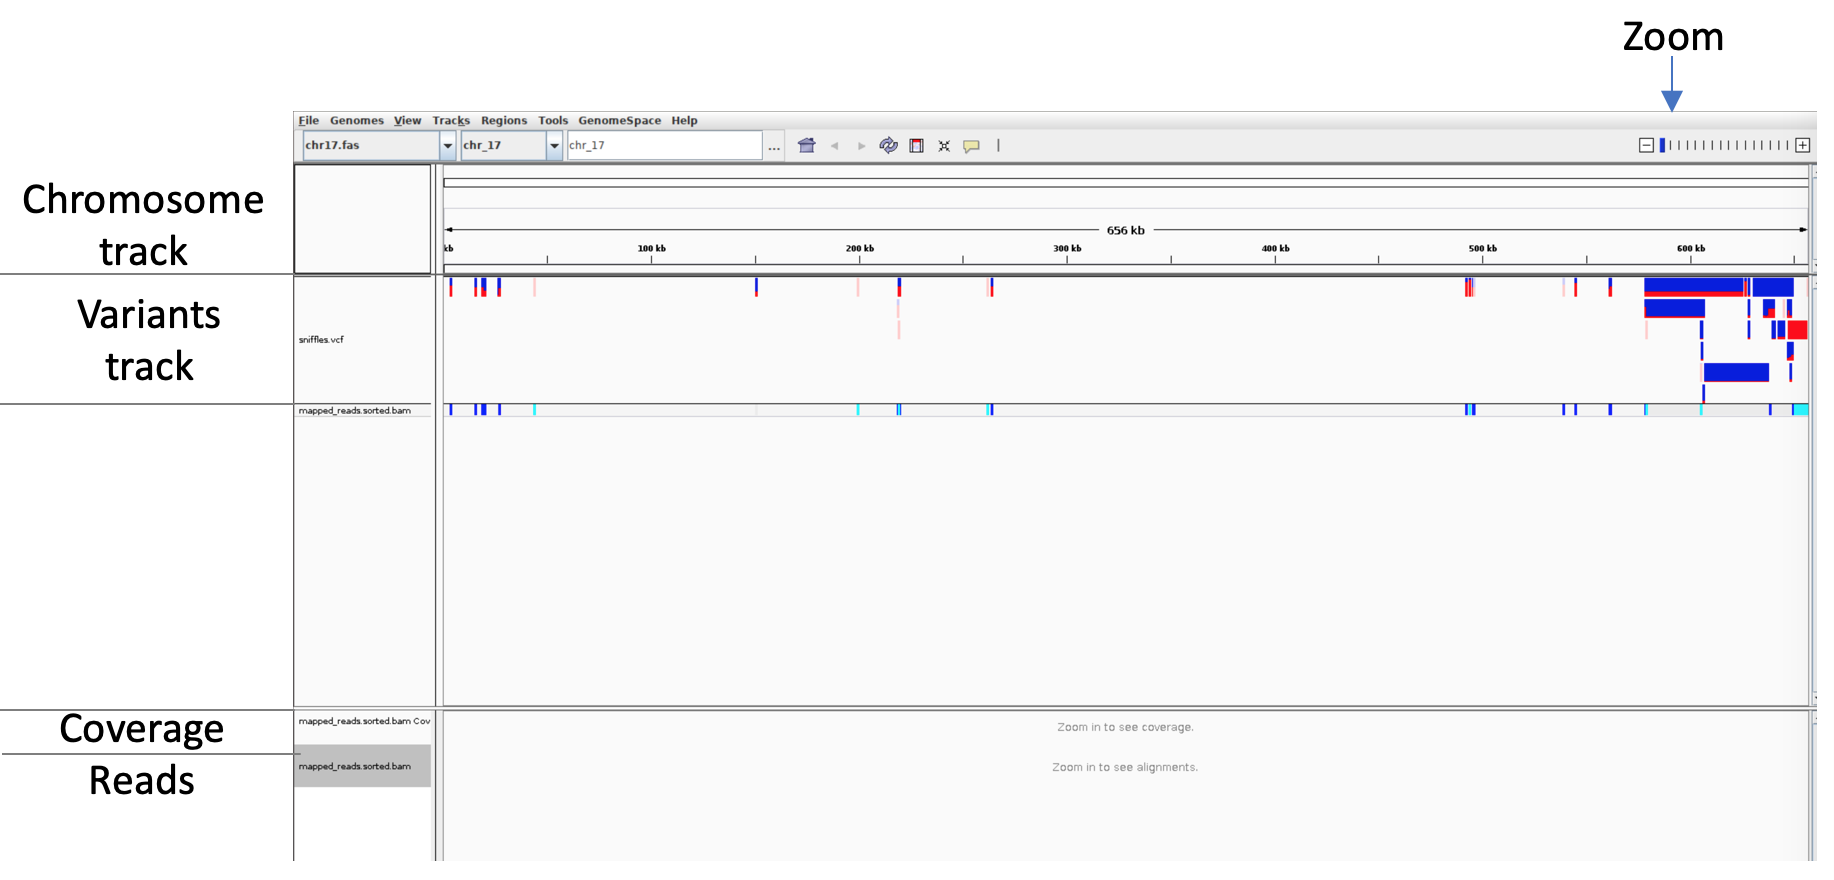 Zoom
File Genomes View Tracks Regions Tools GenomeSpace Help
chr17.fas chr_17 chr_17 ...
Chromosome
track
656 kb
kb 100 kb 200 kb 300 kb 400 kb 500 kb 600 kb
Variants
track
sniffles.vcf
mapped_reads.sorted.bam
Coverage
mapped_reads.sorted.bam Cov
Zoom in to see coverage.
Reads
mapped_reads.sorted.bam
Zoom in to see alignments.